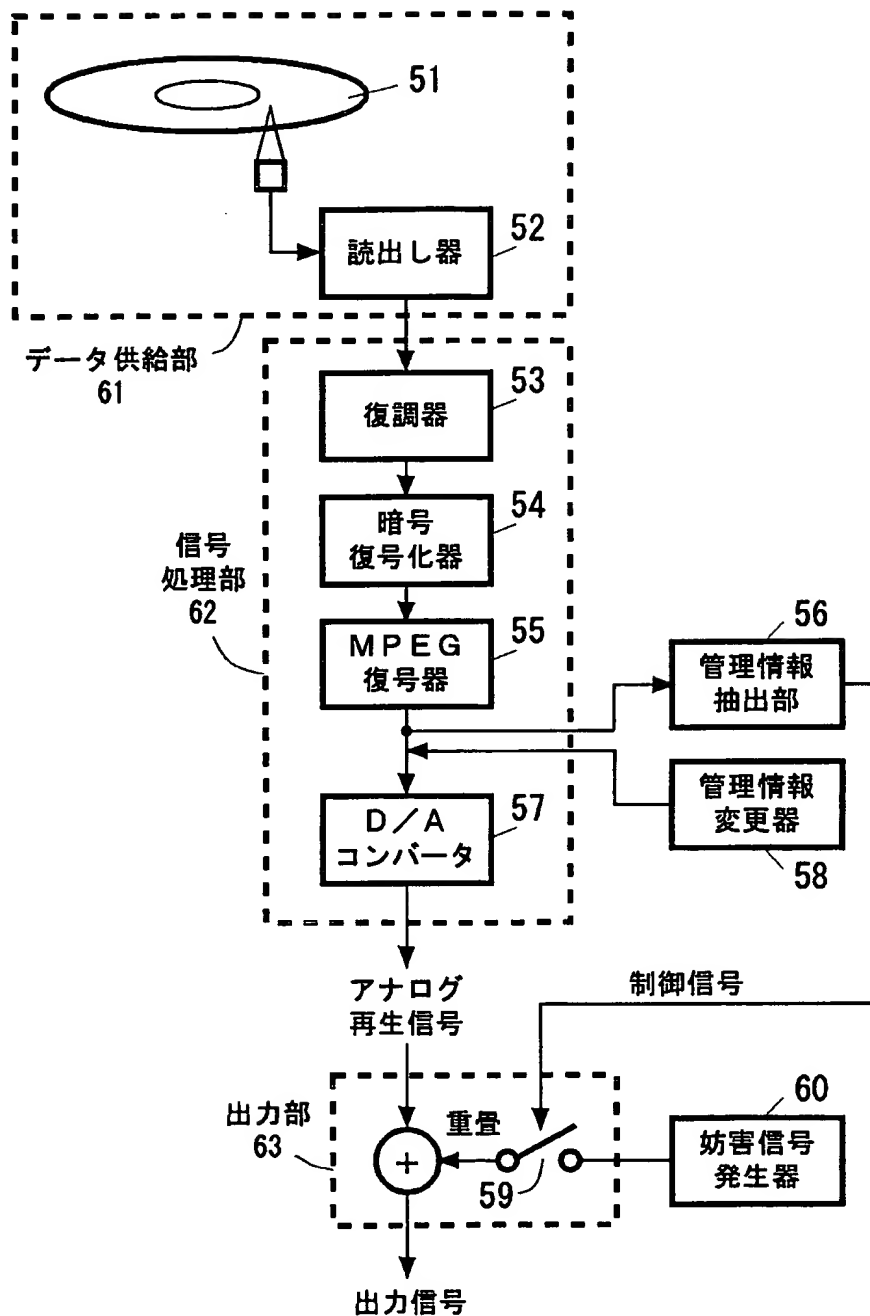 51
52
読出し器
データ供給部
61
53
復調器
54
暗号
復号化器
信号
処理部
62
55
MPEG
復号器
56
管理情報
抽出部
57
D/A
コンバータ
管理情報
変更器
58
アナログ
再生信号
制御信号
出力部
63
重畳
59
60
妨害信号
発生器
+
出力信号